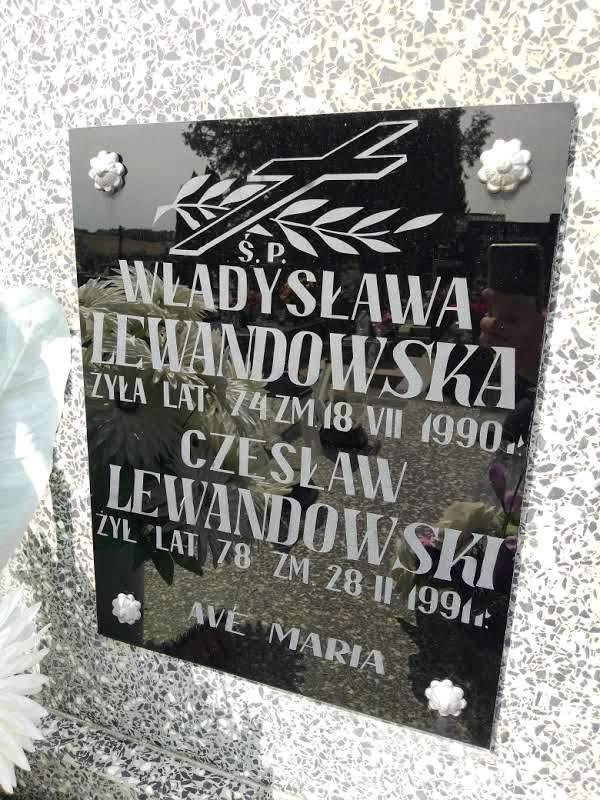 Ś.P.
WŁADYSŁAWA
LEWANDOWSKA
ŻYŁA LAT 74 ZM. 18 VII 1990 r.
CZESŁAW
LEWANDOWSKI
ŻYŁ LAT 78 ZM. 28 II 1991 r.
AVE MARIA